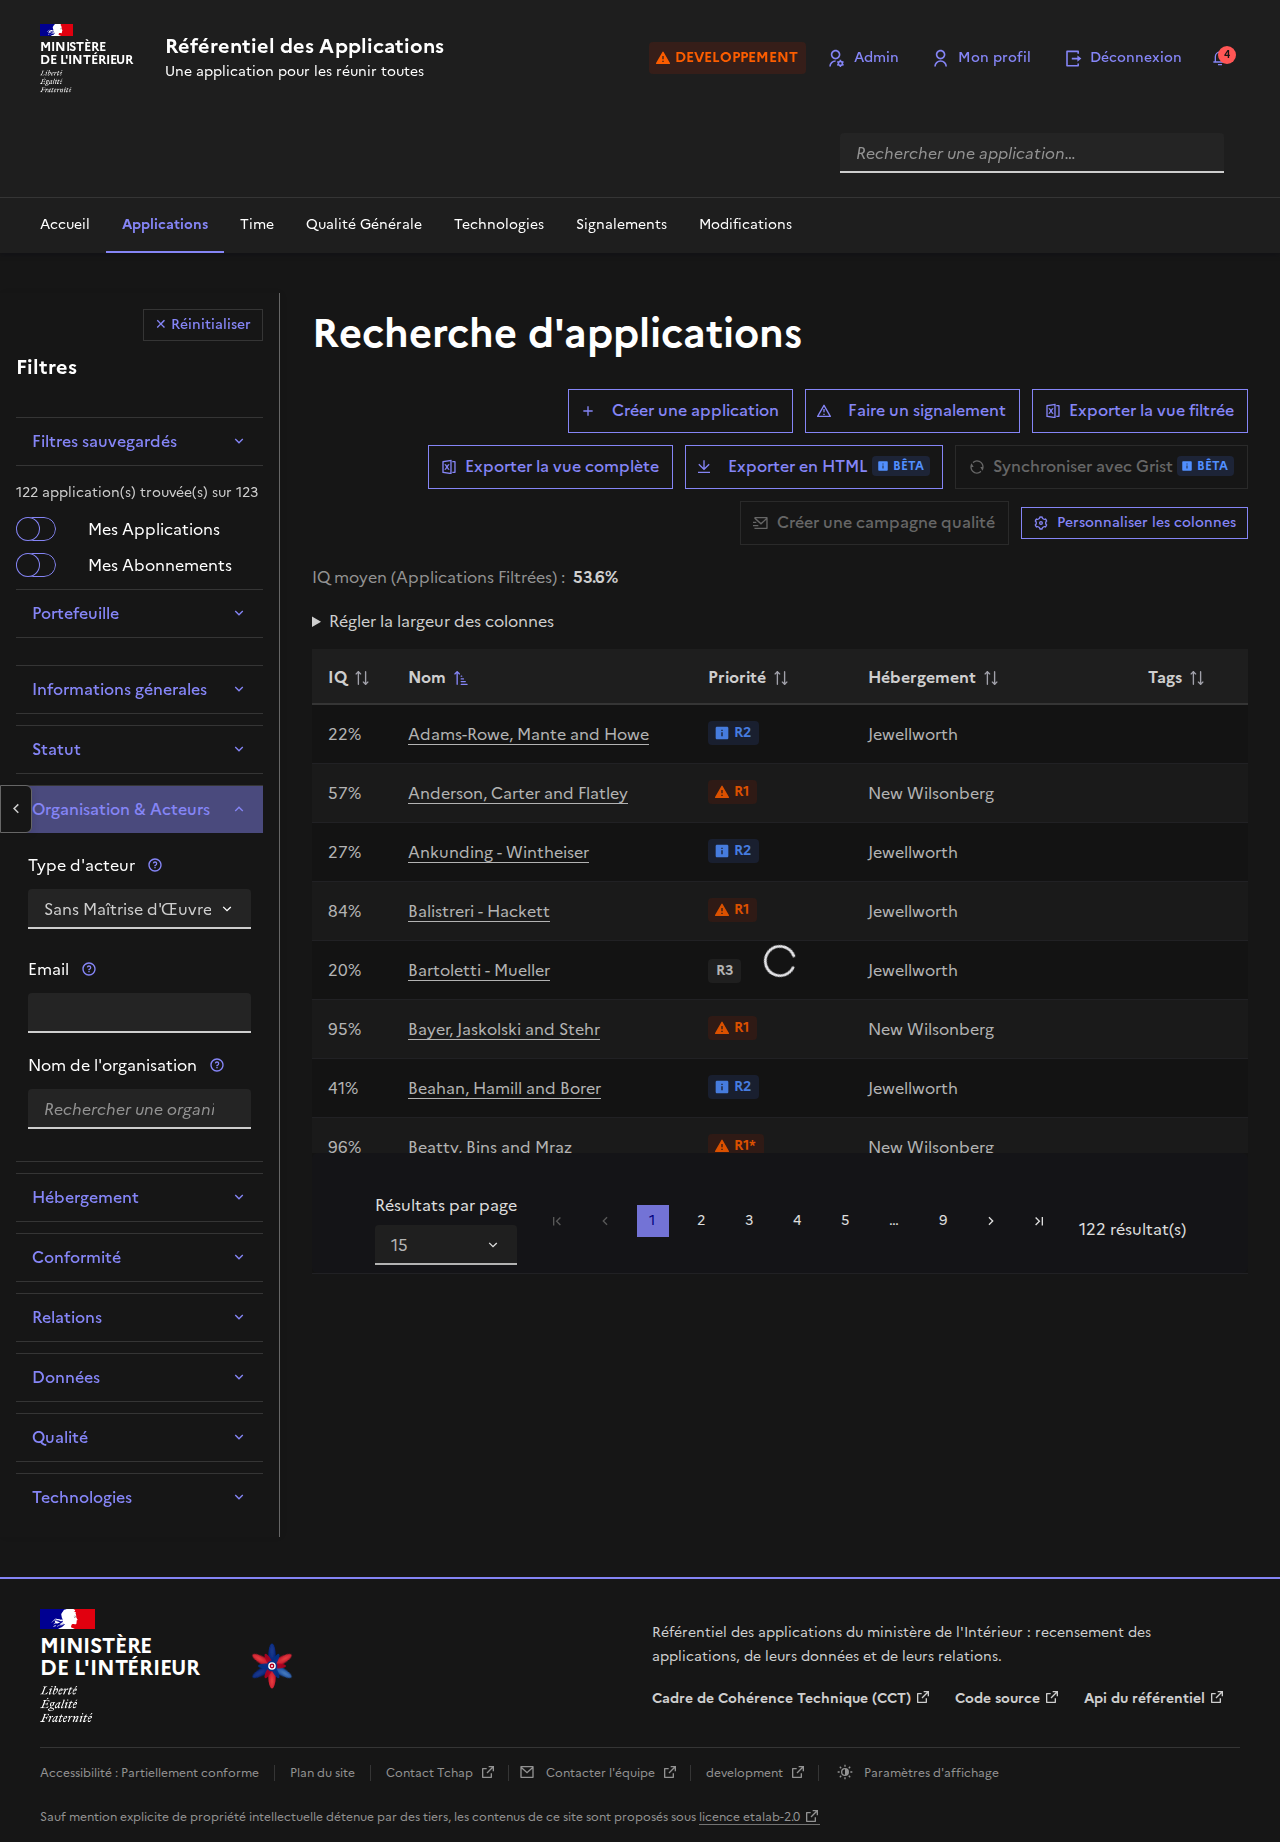 MINISTÈRE
DE L'INTÉRIEUR
Liberté
Égalité
Fraternité
Référentiel des Applications
Une application pour les réunir toutes
DEVELOPPEMENT
Admin
Mon profil
Déconnexion
4
Rechercher une application...
Accueil
Applications
Time
Qualité Générale
Technologies
Signalements
Modifications
Réinitialiser
Filtres
Filtres sauvegardés
122 application(s) trouvée(s) sur 123
Mes Applications
Mes Abonnements
Portefeuille
Informations génerales
Statut
Organisation & Acteurs
Type d'acteur
Sans Maîtrise d'Œuvre
Email
Nom de l'organisation
Rechercher une organi
Hébergement
Conformité
Relations
Données
Qualité
Technologies
Recherche d'applications
Créer une application
Faire un signalement
Exporter la vue filtrée
Exporter la vue complète
Exporter en HTML BÊTA
Synchroniser avec Grist BÊTA
Créer une campagne qualité
Personnaliser les colonnes
IQ moyen (Applications Filtrées) : 53.6%
Régler la largeur des colonnes
IQ Nom Priorité Hébergement Tags
22% Adams-Rowe, Mante and Howe R2 Jewellworth
57% Anderson, Carter and Flatley R1 New Wilsonberg
27% Ankunding - Wintheiser R2 Jewellworth
84% Balistreri - Hackett R1 Jewellworth
20% Bartoletti - Mueller R3 Jewellworth
95% Bayer, Jaskolski and Stehr R1 New Wilsonberg
41% Beahan, Hamill and Borer R2 Jewellworth
96% Beatty, Bins and Mraz R1* New Wilsonberg
Résultats par page
15
1 2 3 4 5 ... 9
122 résultat(s)
MINISTÈRE
DE L'INTÉRIEUR
Liberté
Égalité
Fraternité
Référentiel des applications du ministère de l'Intérieur : recensement des
applications, de leurs données et de leurs relations.
Cadre de Cohérence Technique (CCT)
Code source
Api du référentiel
Accessibilité : Partiellement conforme
Plan du site
Contact Tchap
Contacter l'équipe
development
Paramètres d'affichage
Sauf mention explicite de propriété intellectuelle détenue par des tiers, les contenus de ce site sont proposés sous licence etalab-2.0